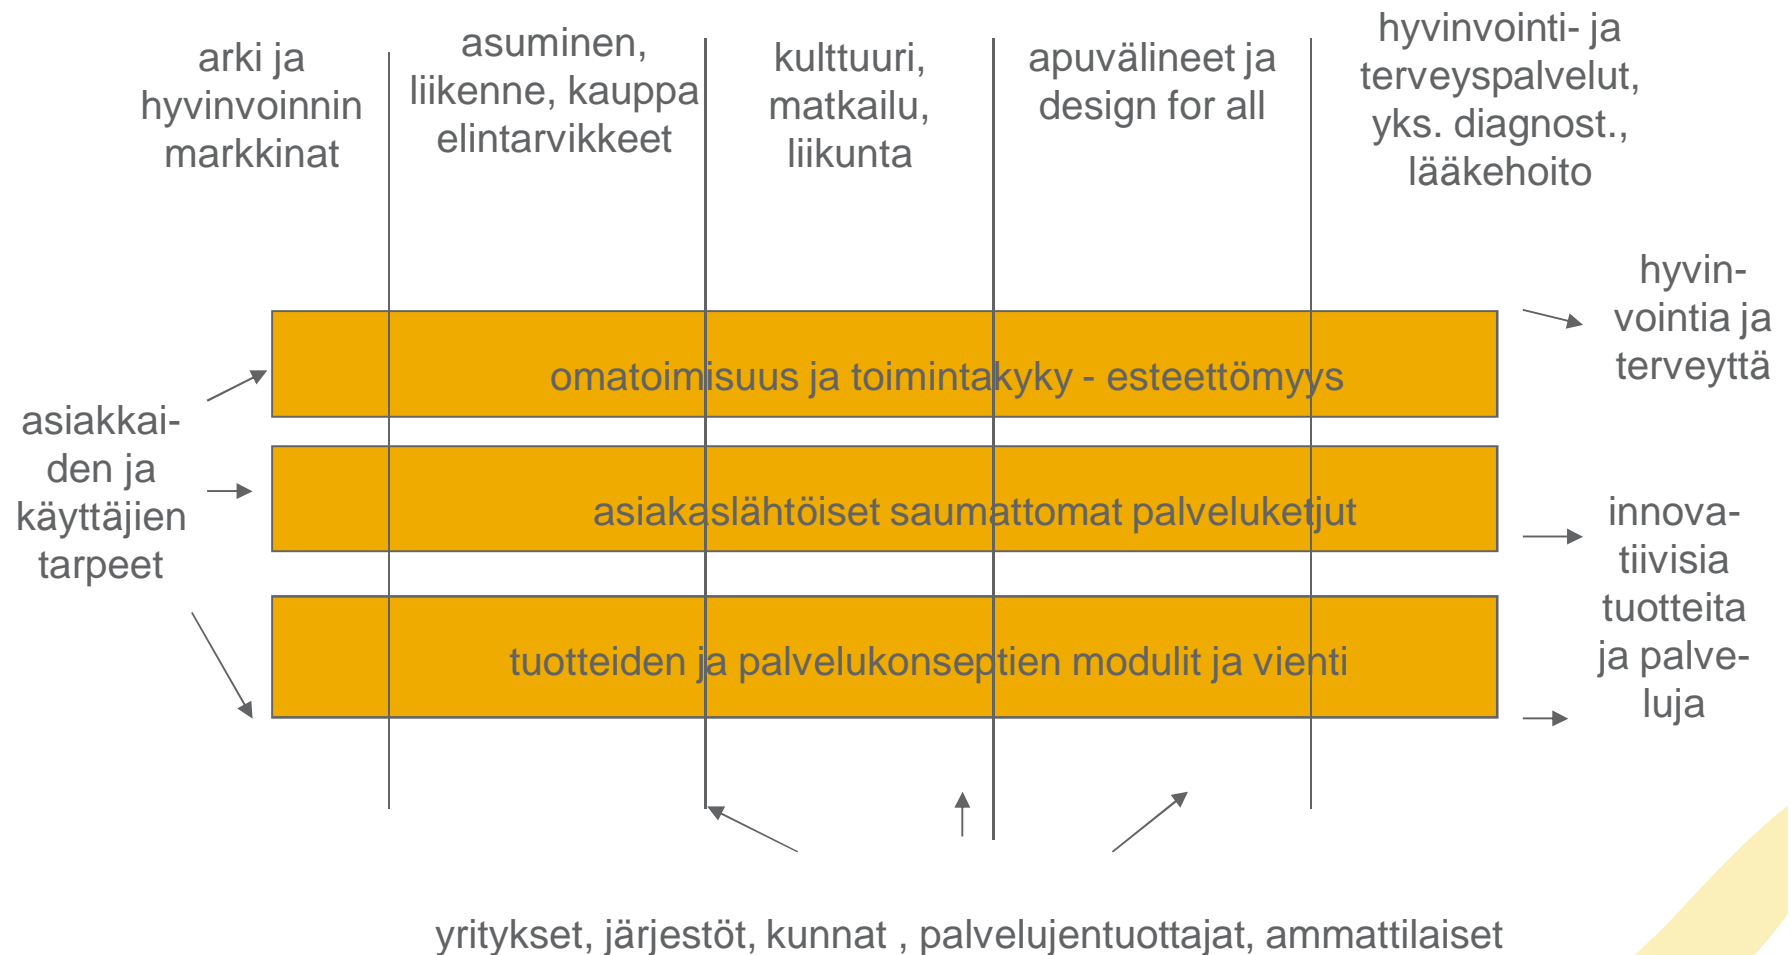 arki ja
hyvinvoinnin
markkinat
asuminen,
liikenne, kauppa
elintarvikkeet
kulttuuri,
matkailu,
liikunta
apuvälineet ja
design for all
hyvinvointi- ja
terveyspalvelut,
yks. diagnost.,
lääkehoito
asiakkai-
den ja
käyttäjien
tarpeet
omatoimisuus ja toimintakyky - esteettömyys
asiakaslähtöiset saumattomat palveluketjut
tuotteiden ja palvelukonseptien modulit ja vienti
hyvin-
vointia ja
terveyttä
innova-
tiivisia
tuotteita
ja palve-
luja
yritykset, järjestöt, kunnat , palvelujentuottajat, ammattilaiset